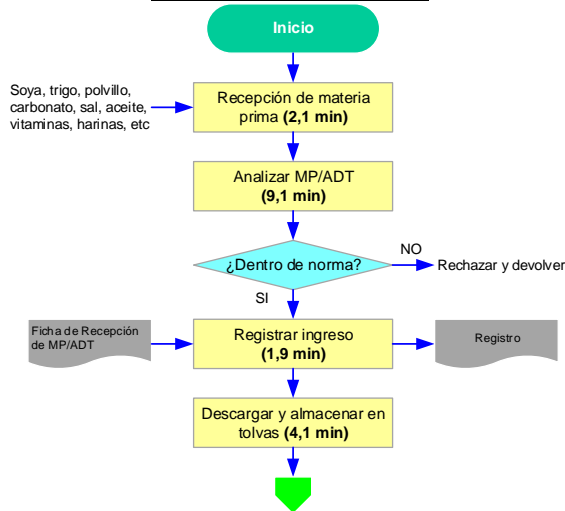 Inicio
Soya, trigo, polvillo,
carbonato, sal, aceite,
vitaminas, harinas, etc
Recepción de materia
prima (2,1 min)
Analizar MP/ADT
(9,1 min)
¿Dentro de norma?
NO
Rechazar y devolver
SI
Ficha de Recepción
de MP/ADT
Registrar ingreso
(1,9 min)
Registro
Descargar y almacenar en
tolvas (4,1 min)